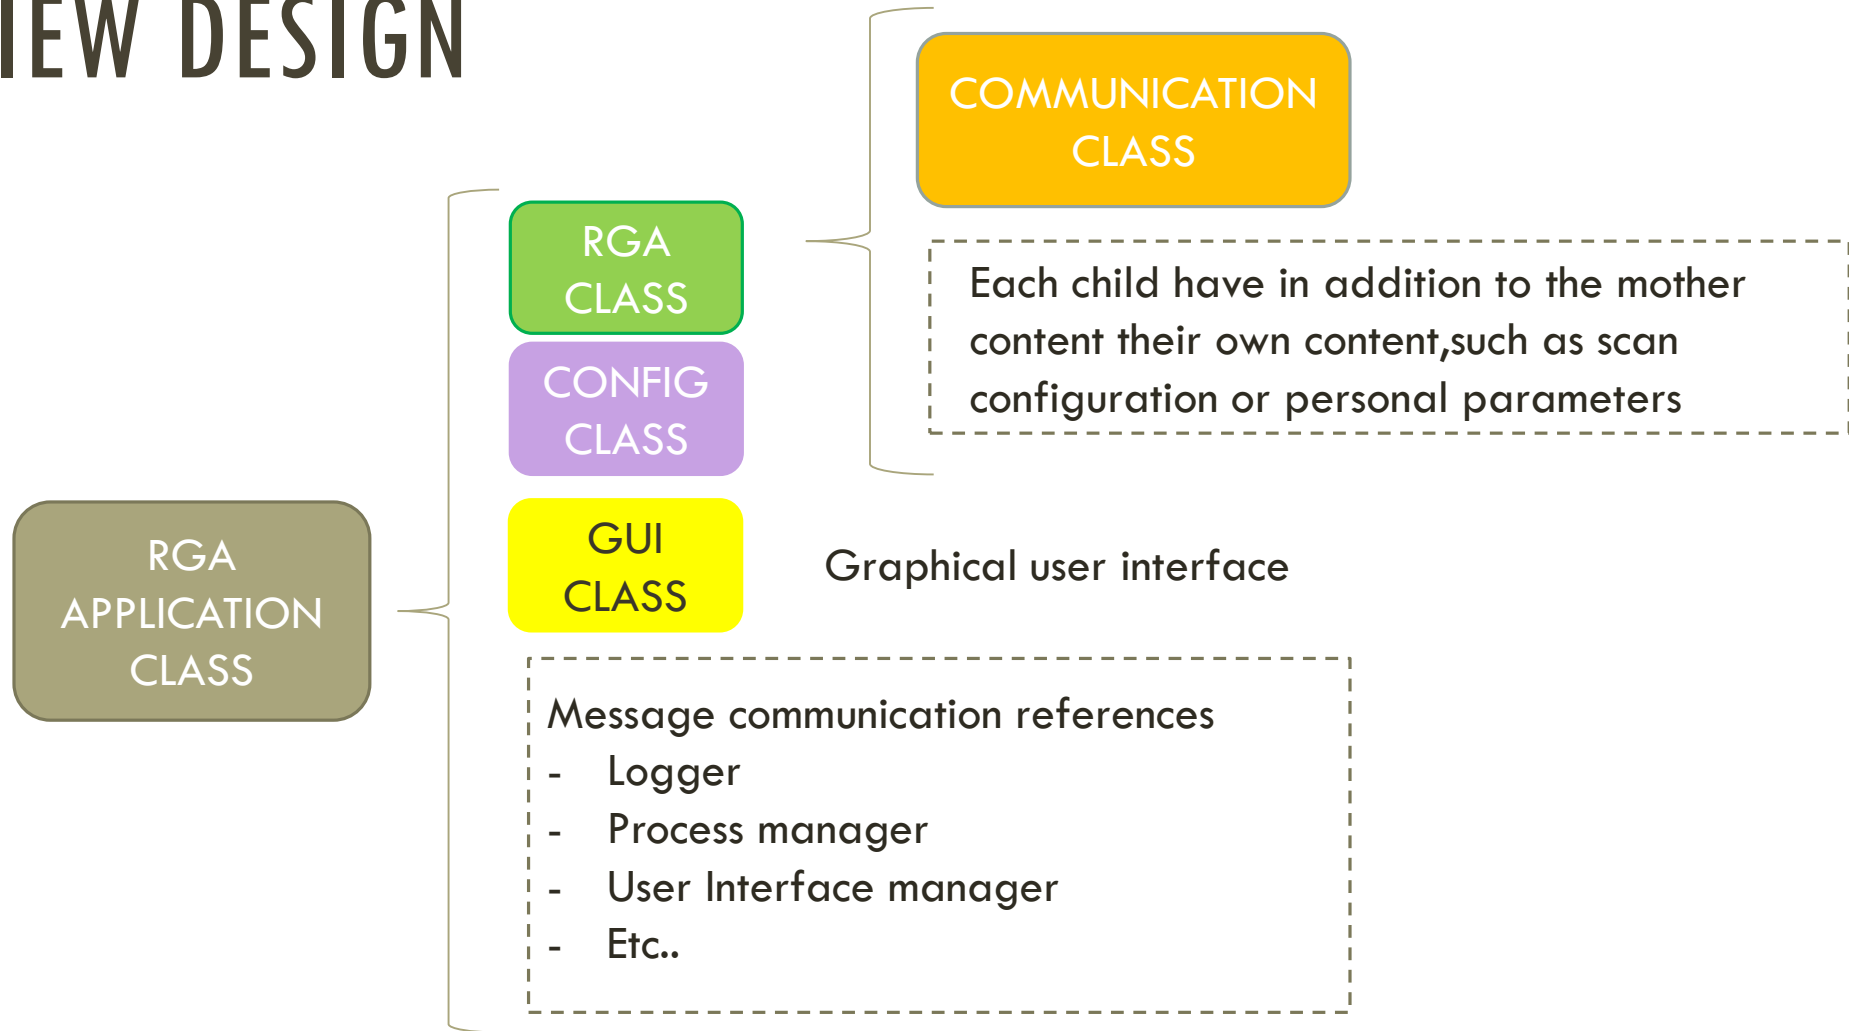 IEW DESIGN
COMMUNICATION
CLASS
RGA
CLASS
Each child have in addition to the mother
content their own content,such as scan
configuration or personal parameters
CONFIG
CLASS
GUI
CLASS
Graphical user interface
RGA
APPLICATION
CLASS
Message communication references
- Logger
- Process manager
- User Interface manager
- Etc..